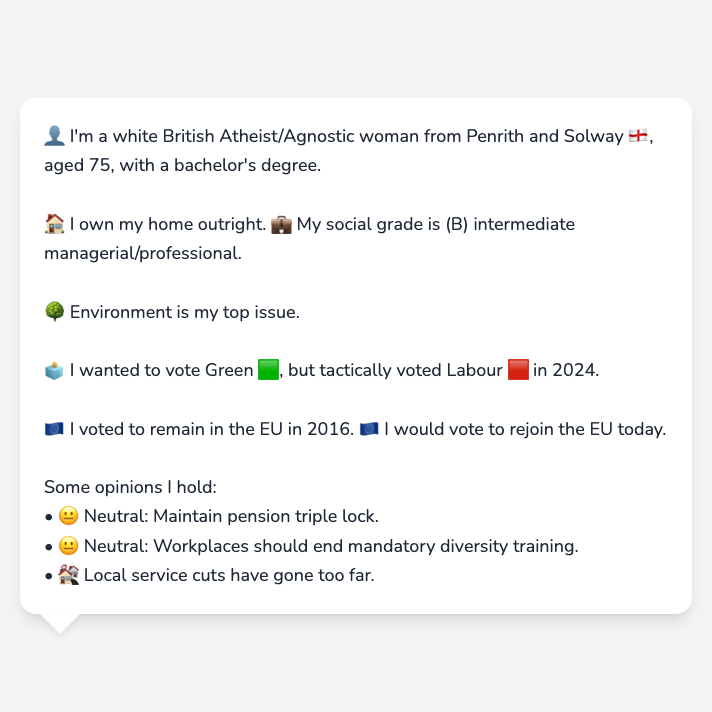 👤 I'm a white British Atheist/Agnostic woman from Penrith and Solway 🏴󠁧󠁢󠁥󠁮󠁧󠁿,
aged 75, with a bachelor's degree.
🏠 I own my home outright. 💼 My social grade is (B) intermediate
managerial/professional.
🌳 Environment is my top issue.
🗳️ I wanted to vote Green 🟩, but tactically voted Labour 🟥 in 2024.
🇪🇺 I voted to remain in the EU in 2016. 🇪🇺 I would vote to rejoin the EU today.
Some opinions I hold:
• 😐 Neutral: Maintain pension triple lock.
• 😐 Neutral: Workplaces should end mandatory diversity training.
• 🏚️ Local service cuts have gone too far.